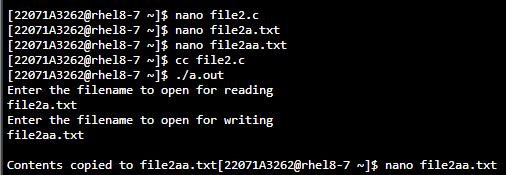 [22071A3262@rhel8-7 ~]$ nano file2.c
[22071A3262@rhel8-7 ~]$ nano file2a.txt
[22071A3262@rhel8-7 ~]$ nano file2aa.txt
[22071A3262@rhel8-7 ~]$ cc file2.c
[22071A3262@rhel8-7 ~]$ ./a.out
Enter the filename to open for reading
file2a.txt
Enter the filename to open for writing
file2aa.txt
Contents copied to file2aa.txt[22071A3262@rhel8-7 ~]$ nano file2aa.txt